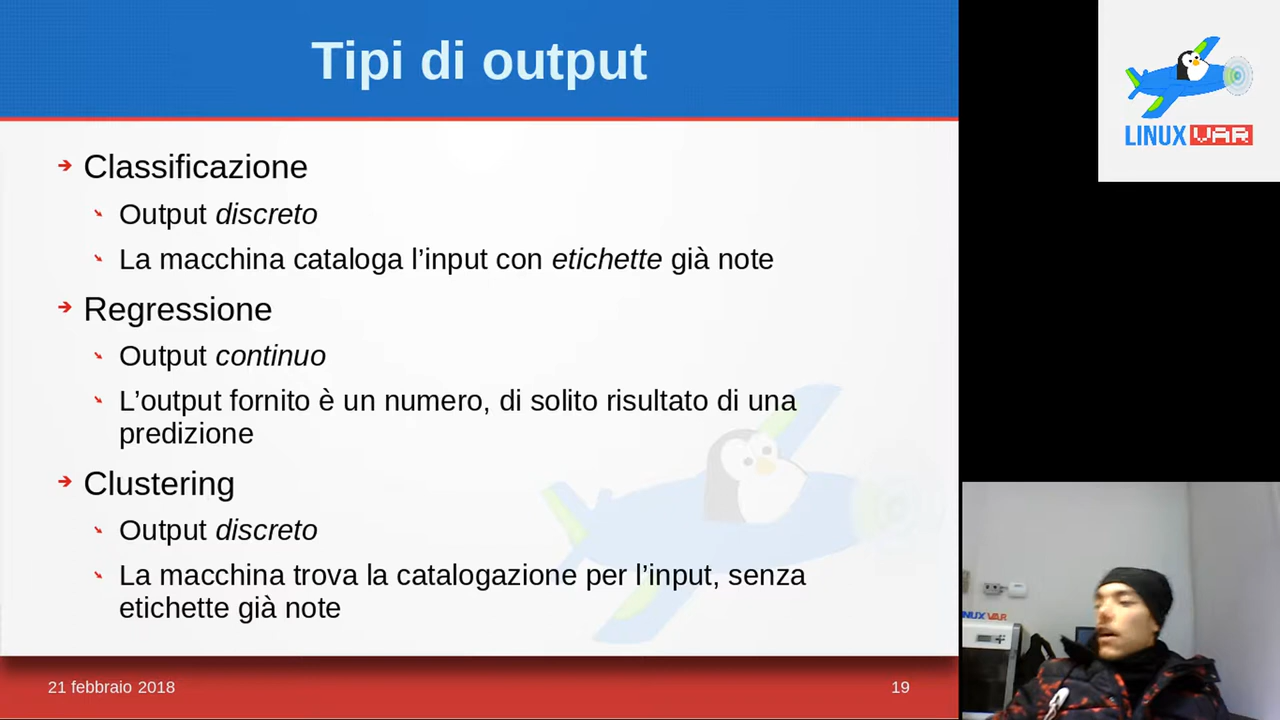 Tipi di output
Classificazione
Output discreto
La macchina cataloga l’input con etichette già note
Regressione
Output continuo
L’output fornito è un numero, di solito risultato di una
predizione
Clustering
Output discreto
La macchina trova la catalogazione per l’input, senza
etichette già note
21 febbraio 2018
19
LINUX VAR
NUX VAR